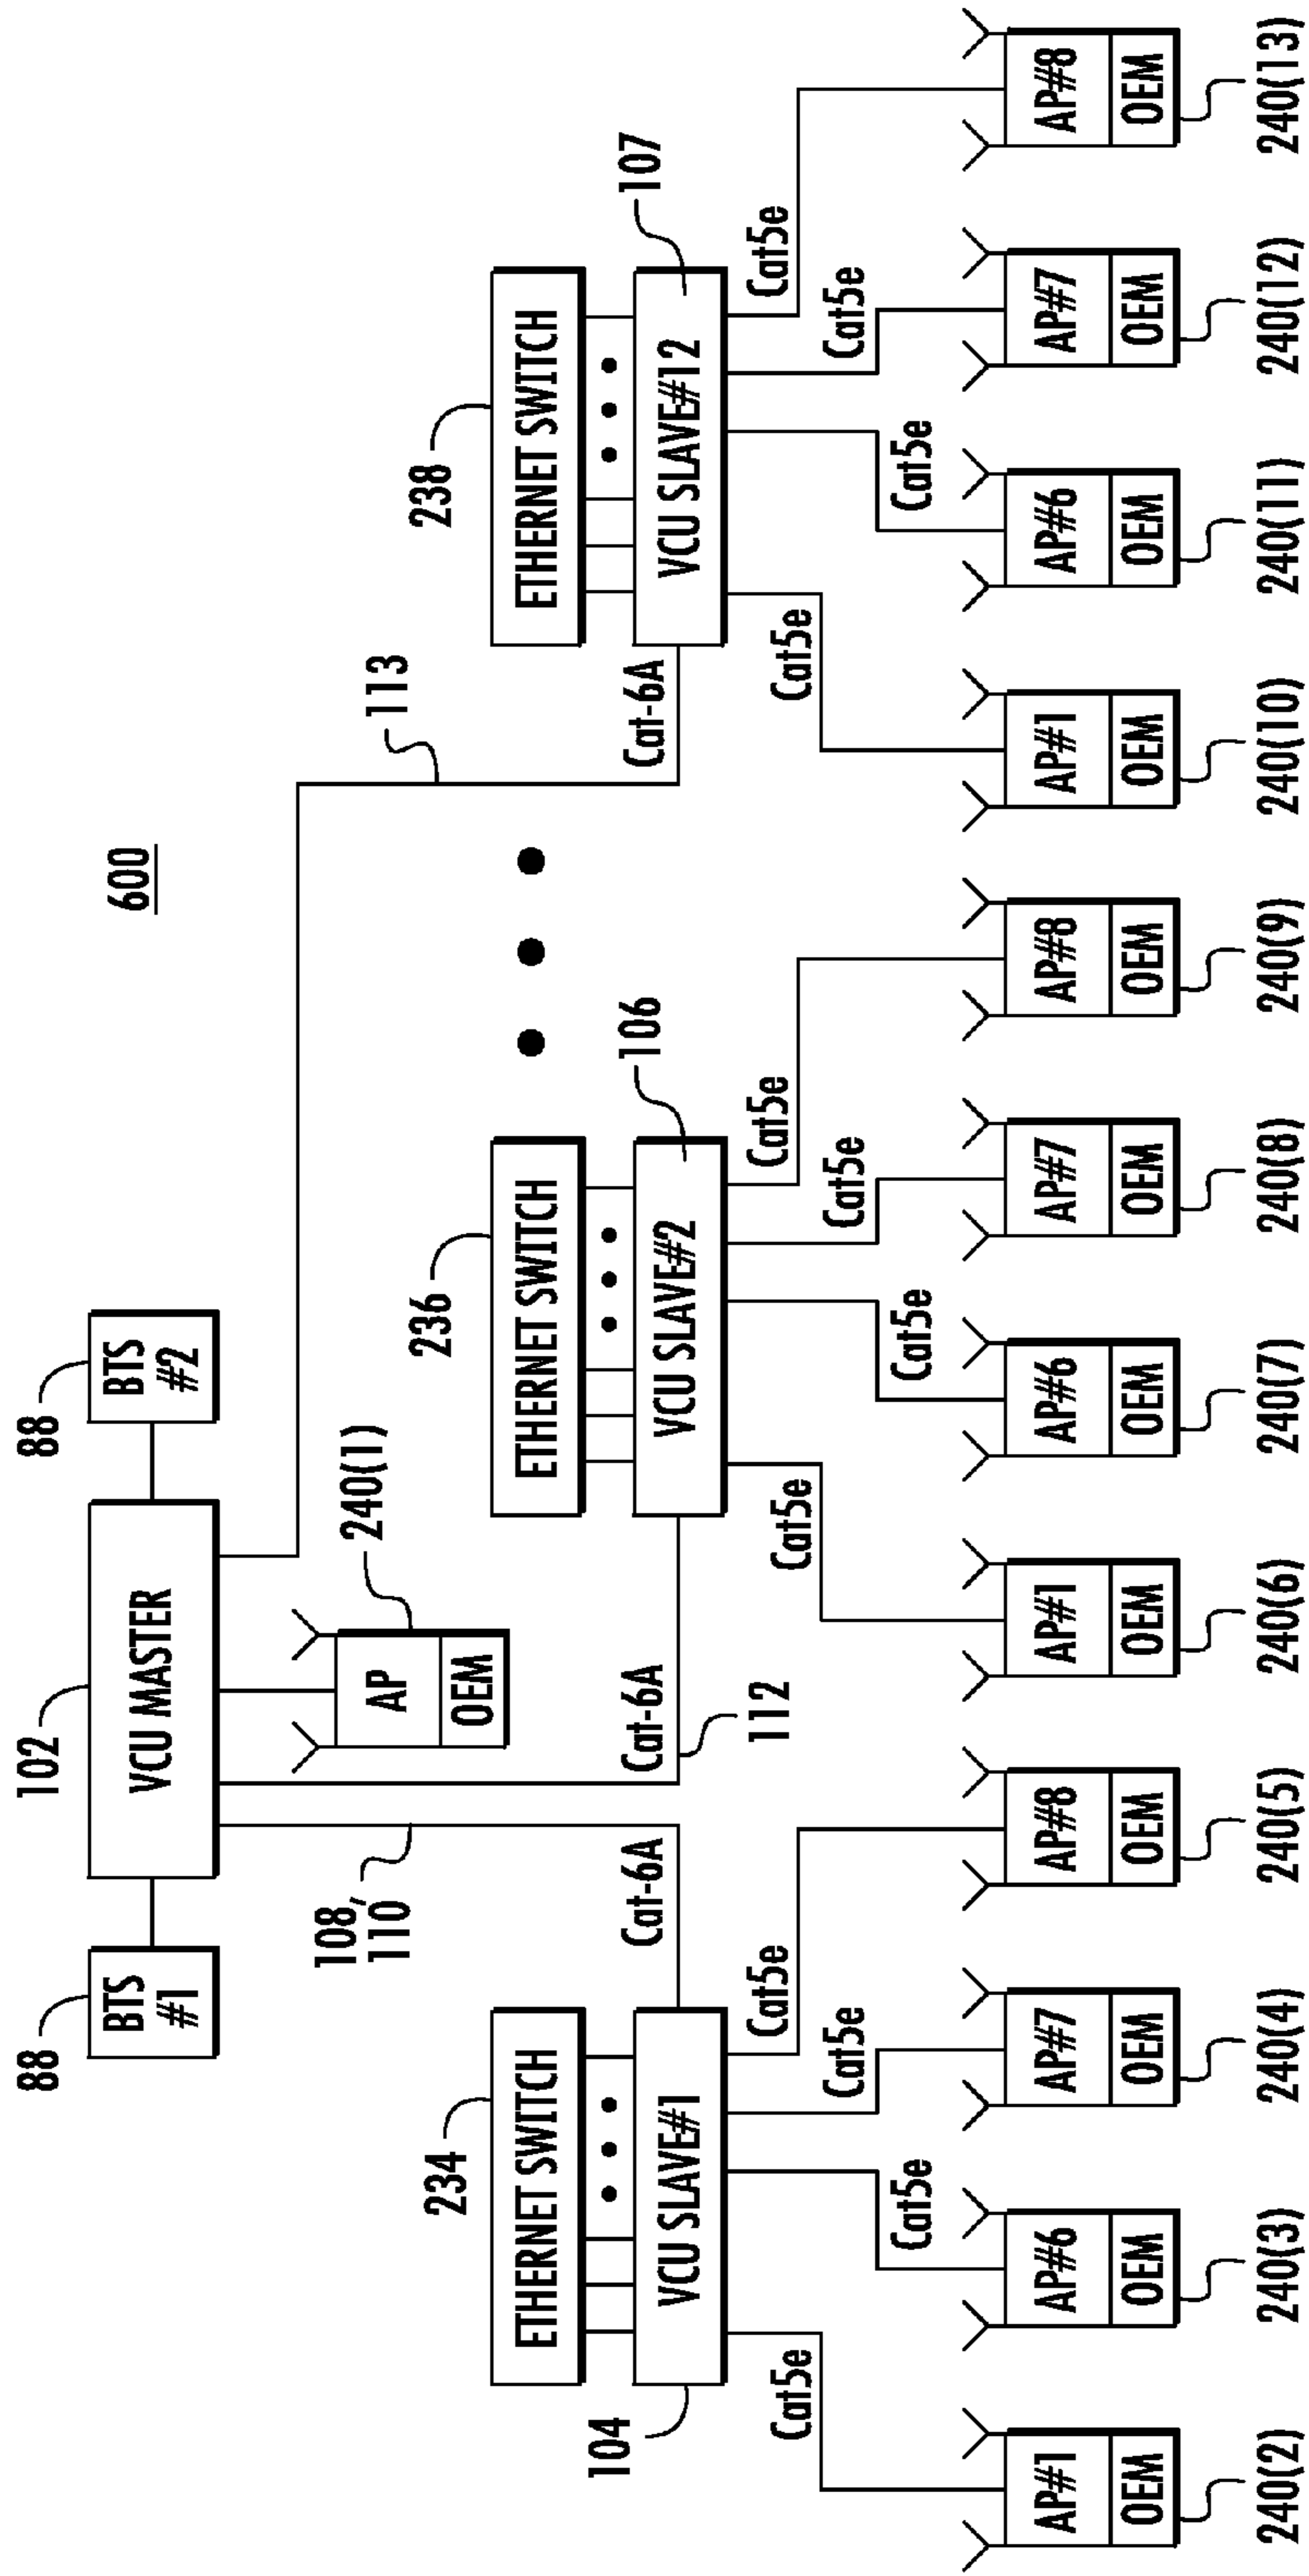 600
88
BTS
#1
102
VCU MASTER
88
BTS
#2
108,
110
240(1)
AP
OEM
113
234
ETHERNET SWITCH
236
ETHERNET SWITCH
238
ETHERNET SWITCH
104
VCU SLAVE#1
Cat-6A
112
Cat-6A
VCU SLAVE#2
106
Cat-6A
VCU SLAVE#12
107
Cat5e
Cat5e
Cat5e
Cat5e
Cat5e
Cat5e
Cat5e
Cat5e
Cat5e
Cat5e
Cat5e
Cat5e
AP#1
OEM
240(2)
AP#6
OEM
240(3)
AP#7
OEM
240(4)
AP#8
OEM
240(5)
AP#1
OEM
240(6)
AP#6
OEM
240(7)
AP#7
OEM
240(8)
AP#8
OEM
240(9)
AP#1
OEM
240(10)
AP#6
OEM
240(11)
AP#7
OEM
240(12)
AP#8
OEM
240(13)